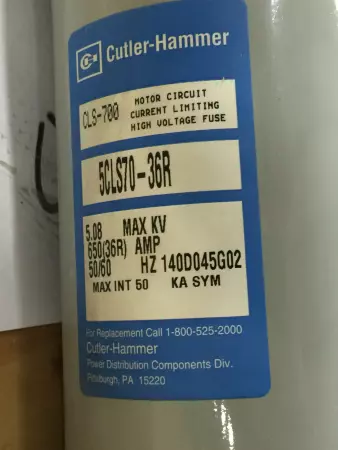 Cutler-Hammer
CLS-700 MOTOR CIRCUIT
CURRENT LIMITING
HIGH VOLTAGE FUSE
5CLS70-36R
5.08 MAX KV
650(36R) AMP
50/60 HZ 140D045G02
MAX INT 50 KA SYM
For Replacement Call 1-800-525-2000
Cutler-Hammer
Power Distribution Components Div.
Pittsburgh, PA 15220